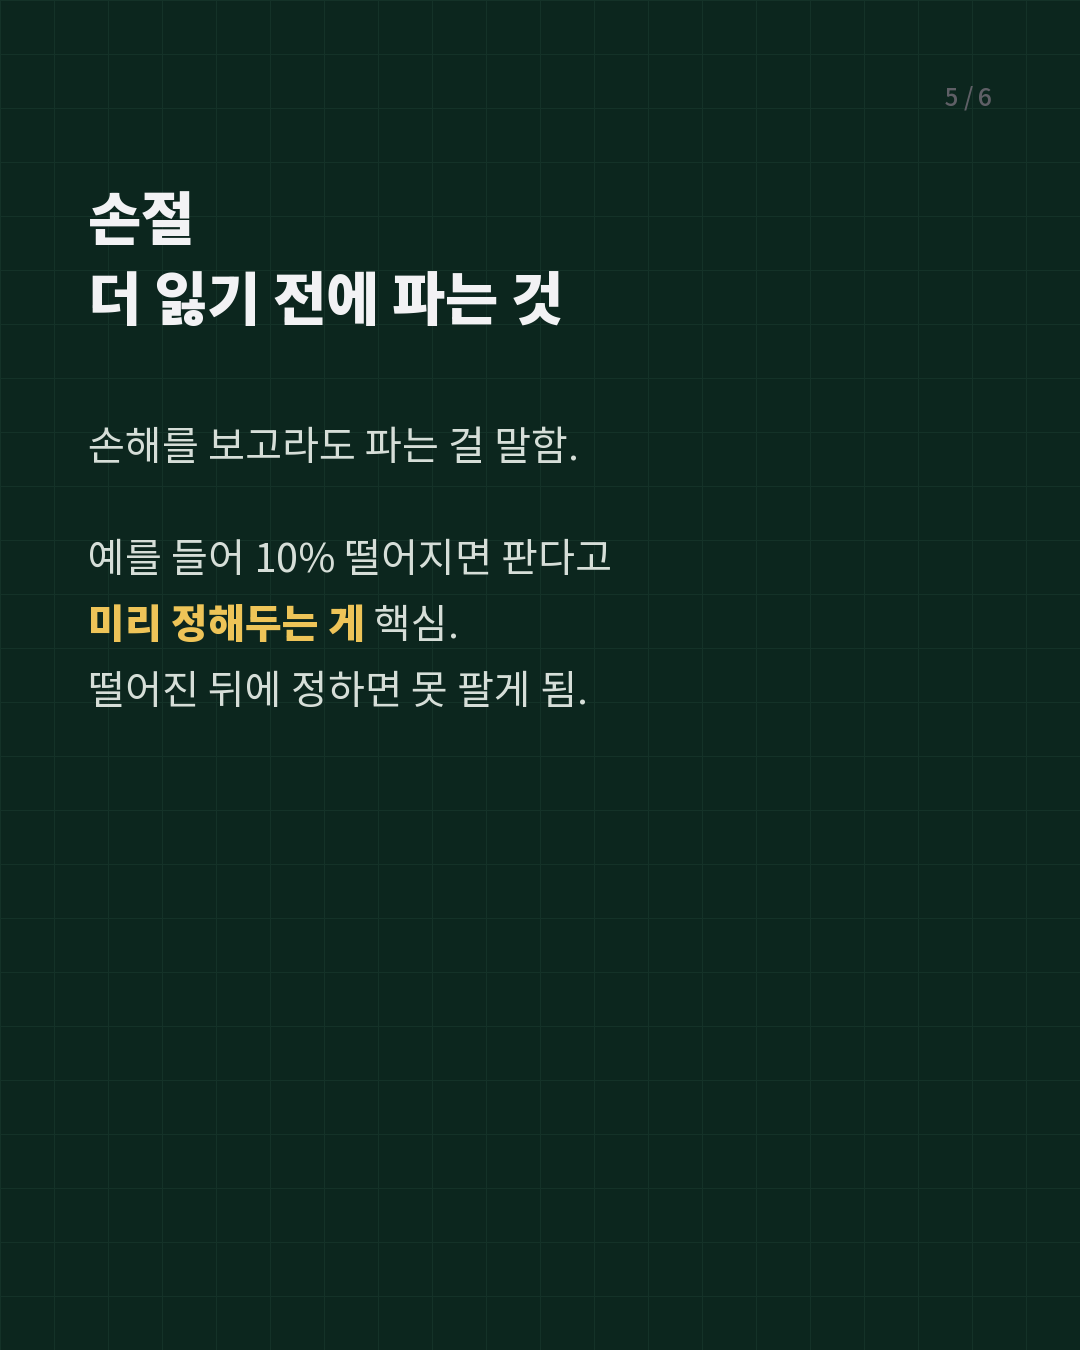 5 / 6
손절
더 잃기 전에 파는 것
손해를 보고라도 파는 걸 말함.
예를 들어 10% 떨어지면 판다고
미리 정해두는 게 핵심.
떨어진 뒤에 정하면 못 팔게 됨.